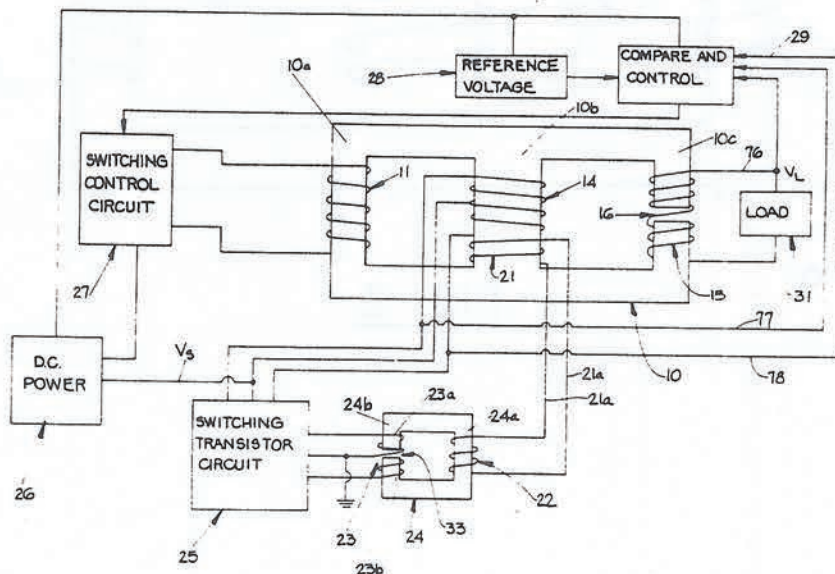 29
28
REFERENCE
VOLTAGE
COMPARE AND
CONTROL
10a
10b
10c
76
VL
SWITCHING
CONTROL
CIRCUIT
11
14
16
LOAD
27
21
15
31
10
77
D.C.
POWER
VS
78
23a
21a
24b
24a
21a
SWITCHING
TRANSISTOR
CIRCUIT
26
22
25
23
24
33
23b